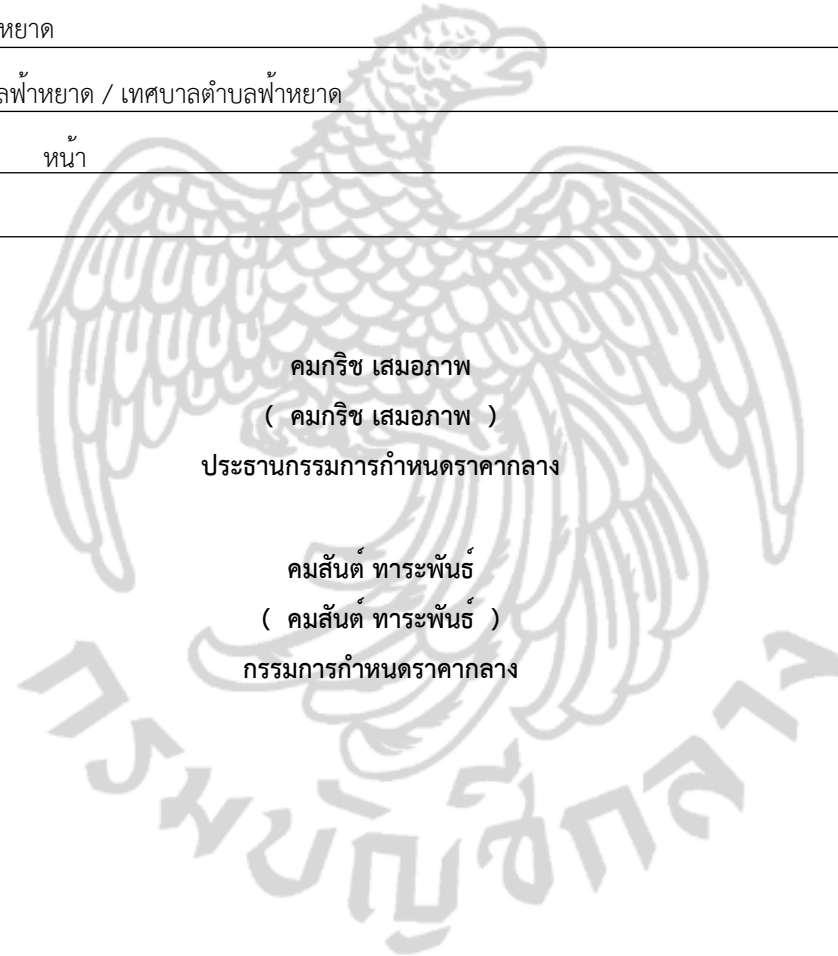 หยาด
ลฟ้าหยาด / เทศบาลตำบลฟ้าหยาด
หน้า
คมกริช เสมอภาพ
( คมกริช เสมอภาพ )
ประธานกรรมการกำหนดราคากลาง
คมสันต์ ทาระพันธ์
( คมสันต์ ทาระพันธ์ )
กรรมการกำหนดราคากลาง
กรมบัญชีกลาง